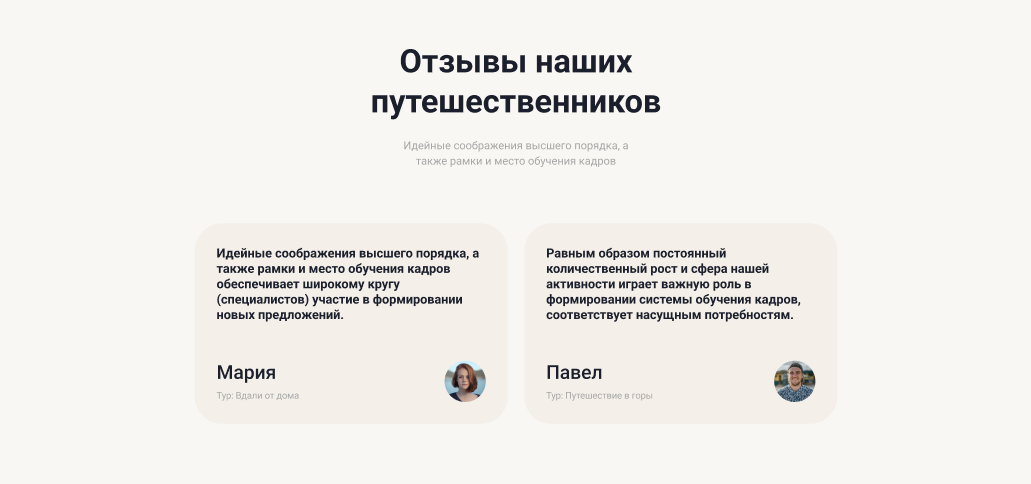 Отзывы наших
путешественников
Идейные соображения высшего порядка, а
также рамки и место обучения кадров
Идейные соображения высшего порядка, а
также рамки и место обучения кадров
обеспечивает широкому кругу
(специалистов) участие в формировании
новых предложений.
Мария
Тур: Вдали от дома
Равным образом постоянный
количественный рост и сфера нашей
активности играет важную роль в
формировании системы обучения кадров,
соответствует насущным потребностям.
Павел
Тур: Путешествие в горы